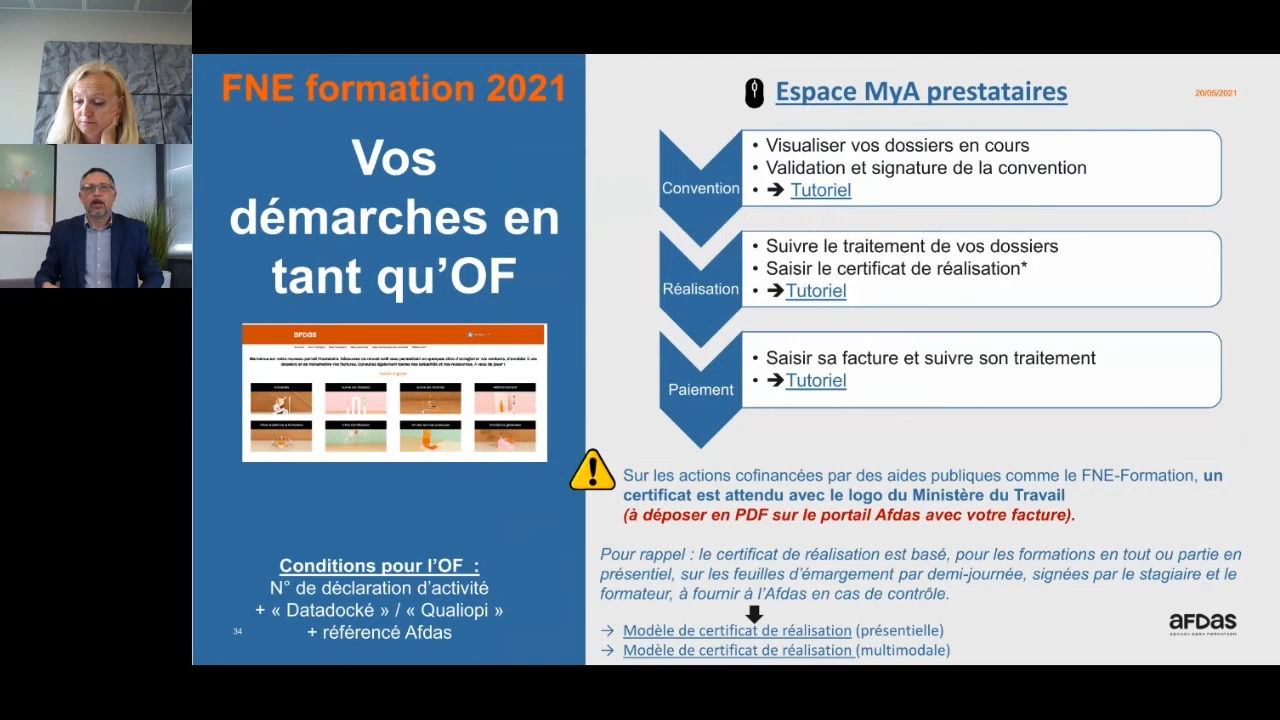 FNE formation 2021
Vos
démarches en
tant qu’OF
afdas
Conditions pour l’OF :
N° de déclaration d’activité
+ « Datadocké » / « Qualiopi »
+ référencé Afdas
34
Espace MyA prestataires
20/05/2021
Convention
• Visualiser vos dossiers en cours
• Validation et signature de la convention
• ➔ Tutoriel
Réalisation
• Suivre le traitement de vos dossiers
• Saisir le certificat de réalisation*
• ➔Tutoriel
Paiement
• Saisir sa facture et suivre son traitement
• ➔Tutoriel
Sur les actions cofinancées par des aides publiques comme le FNE-Formation, un
certificat est attendu avec le logo du Ministère du Travail
(à déposer en PDF sur le portail Afdas avec votre facture).
Pour rappel : le certificat de réalisation est basé, pour les formations en tout ou partie en
présentiel, sur les feuilles d’émargement par demi-journée, signées par le stagiaire et le
formateur, à fournir à l’Afdas en cas de contrôle.
→ Modèle de certificat de réalisation (présentielle)
→ Modèle de certificat de réalisation (multimodale)
afdas